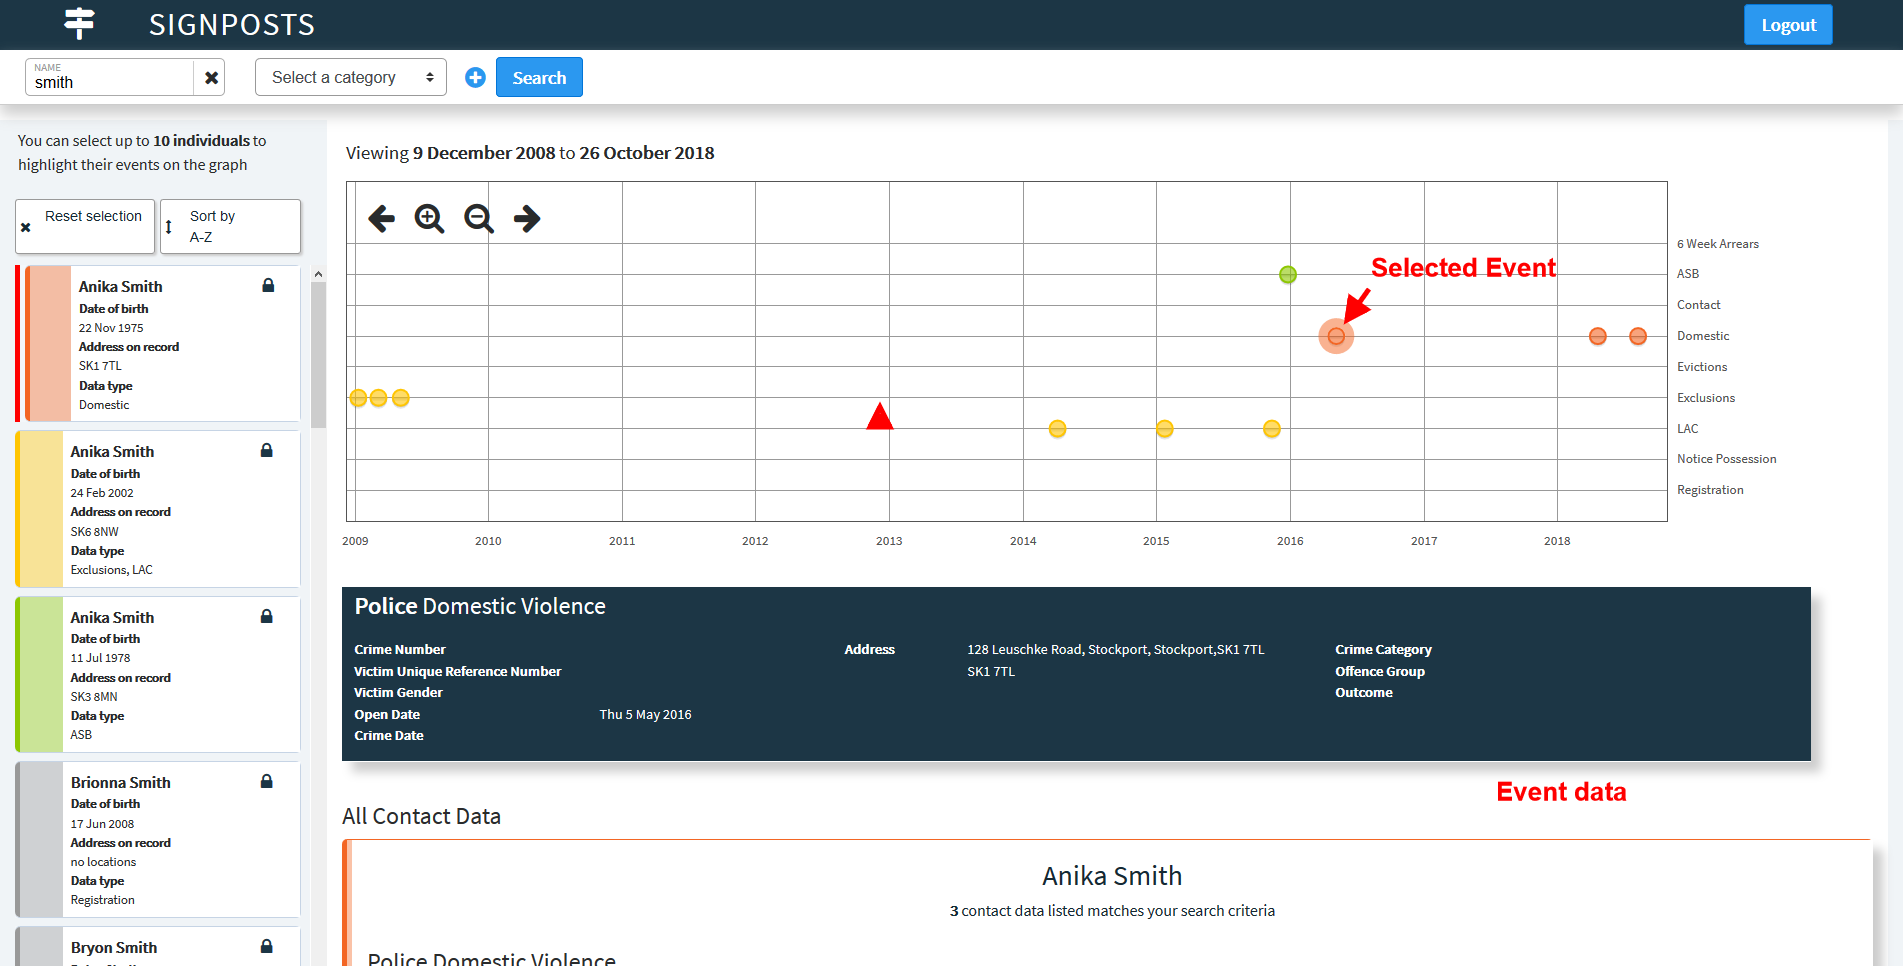 SIGNPOSTS
Logout
NAME
smith
Select a category
Search
You can select up to 10 individuals to
highlight their events on the graph
Reset selection
Sort by
A-Z
Anika Smith
Date of birth
22 Nov 1975
Address on record
SK1 7TL
Data type
Domestic
Anika Smith
Date of birth
24 Feb 2002
Address on record
SK6 8NW
Data type
Exclusions, LAC
Anika Smith
Date of birth
11 Jul 1978
Address on record
SK3 8MN
Data type
ASB
Brionna Smith
Date of birth
17 Jun 2008
Address on record
no locations
Data type
Registration
Bryon Smith
Viewing 9 December 2008 to 26 October 2018
6 Week Arrears
Selected Event
ASB
Contact
Domestic
Evictions
Exclusions
LAC
Notice Possession
Registration
2009 2010 2011 2012 2013 2014 2015 2016 2017 2018
Police Domestic Violence
Crime Number
Victim Unique Reference Number
Victim Gender
Open Date Thu 5 May 2016
Crime Date
Address 128 Leuschke Road, Stockport, Stockport,SK1 7TL
SK1 7TL
Crime Category
Offence Group
Outcome
Event data
All Contact Data
Anika Smith
3 contact data listed matches your search criteria
Police Domestic Violence